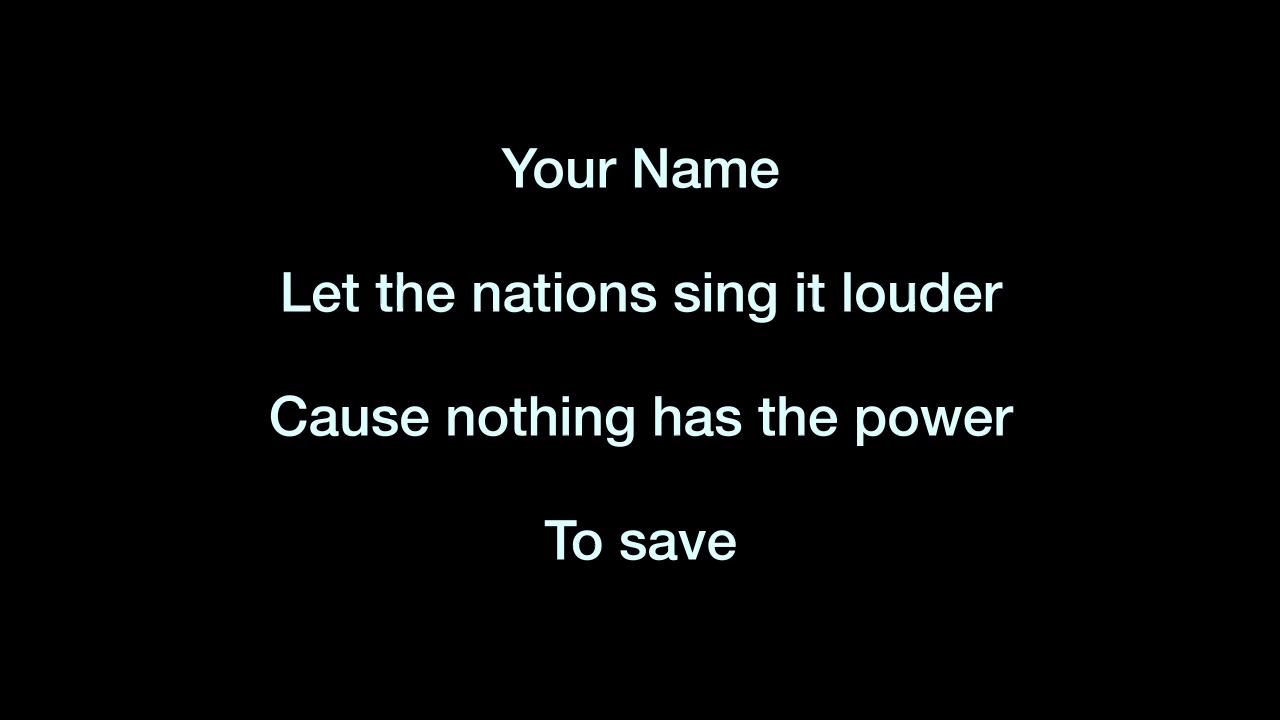 Your Name
Let the nations sing it louder
Cause nothing has the power
To save